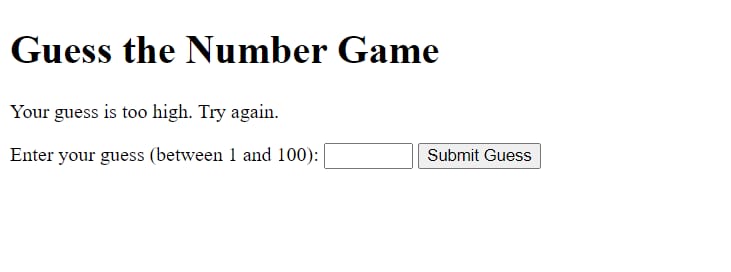 Guess the Number Game
Your guess is too high. Try again.
Enter your guess (between 1 and 100): Submit Guess